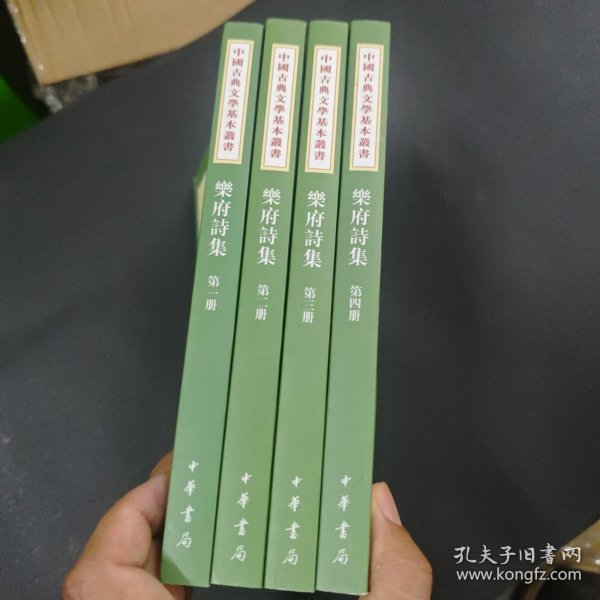 中國古典文學基本叢書
樂府詩集
第一册
中華書局
中國古典文學基本叢書
樂府詩集
第二册
中華書局
中國古典文學基本叢書
樂府詩集
第三册
中華書局
中國古典文學基本叢書
樂府詩集
第四册
中華書局
孔夫子旧书网
www.kongfz.com